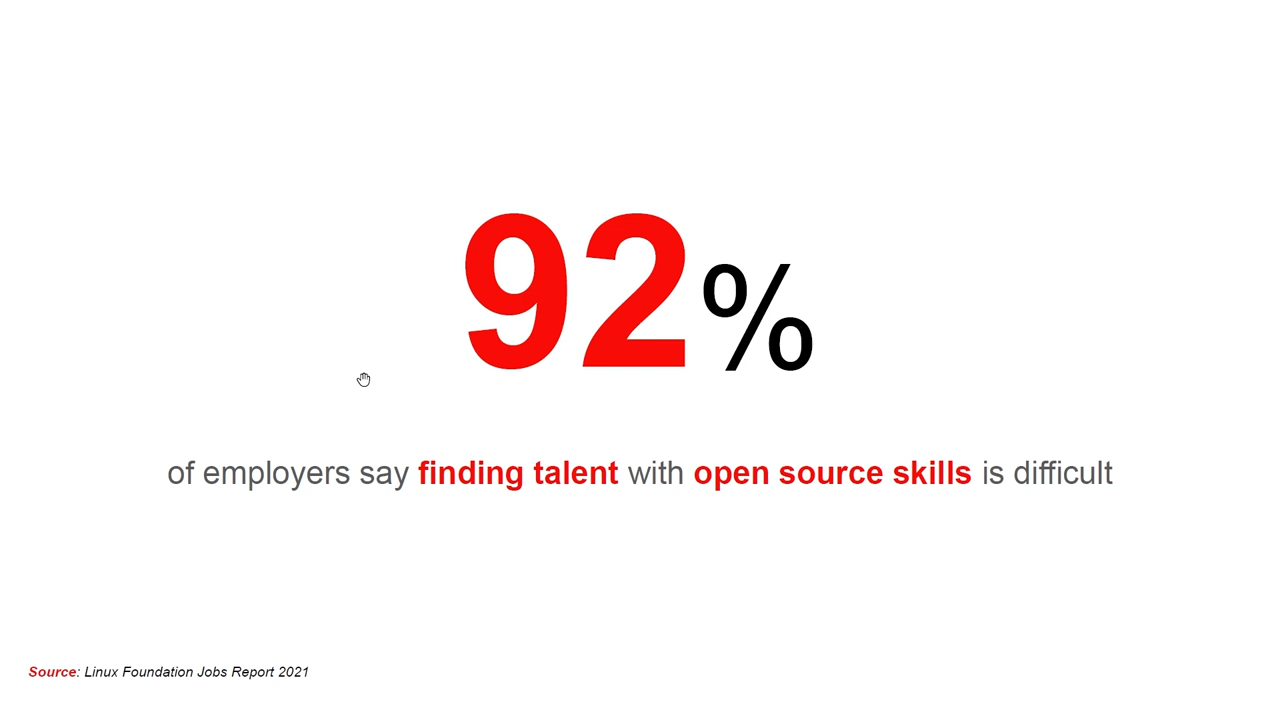 92%
of employers say finding talent with open source skills is difficult
Source: Linux Foundation Jobs Report 2021